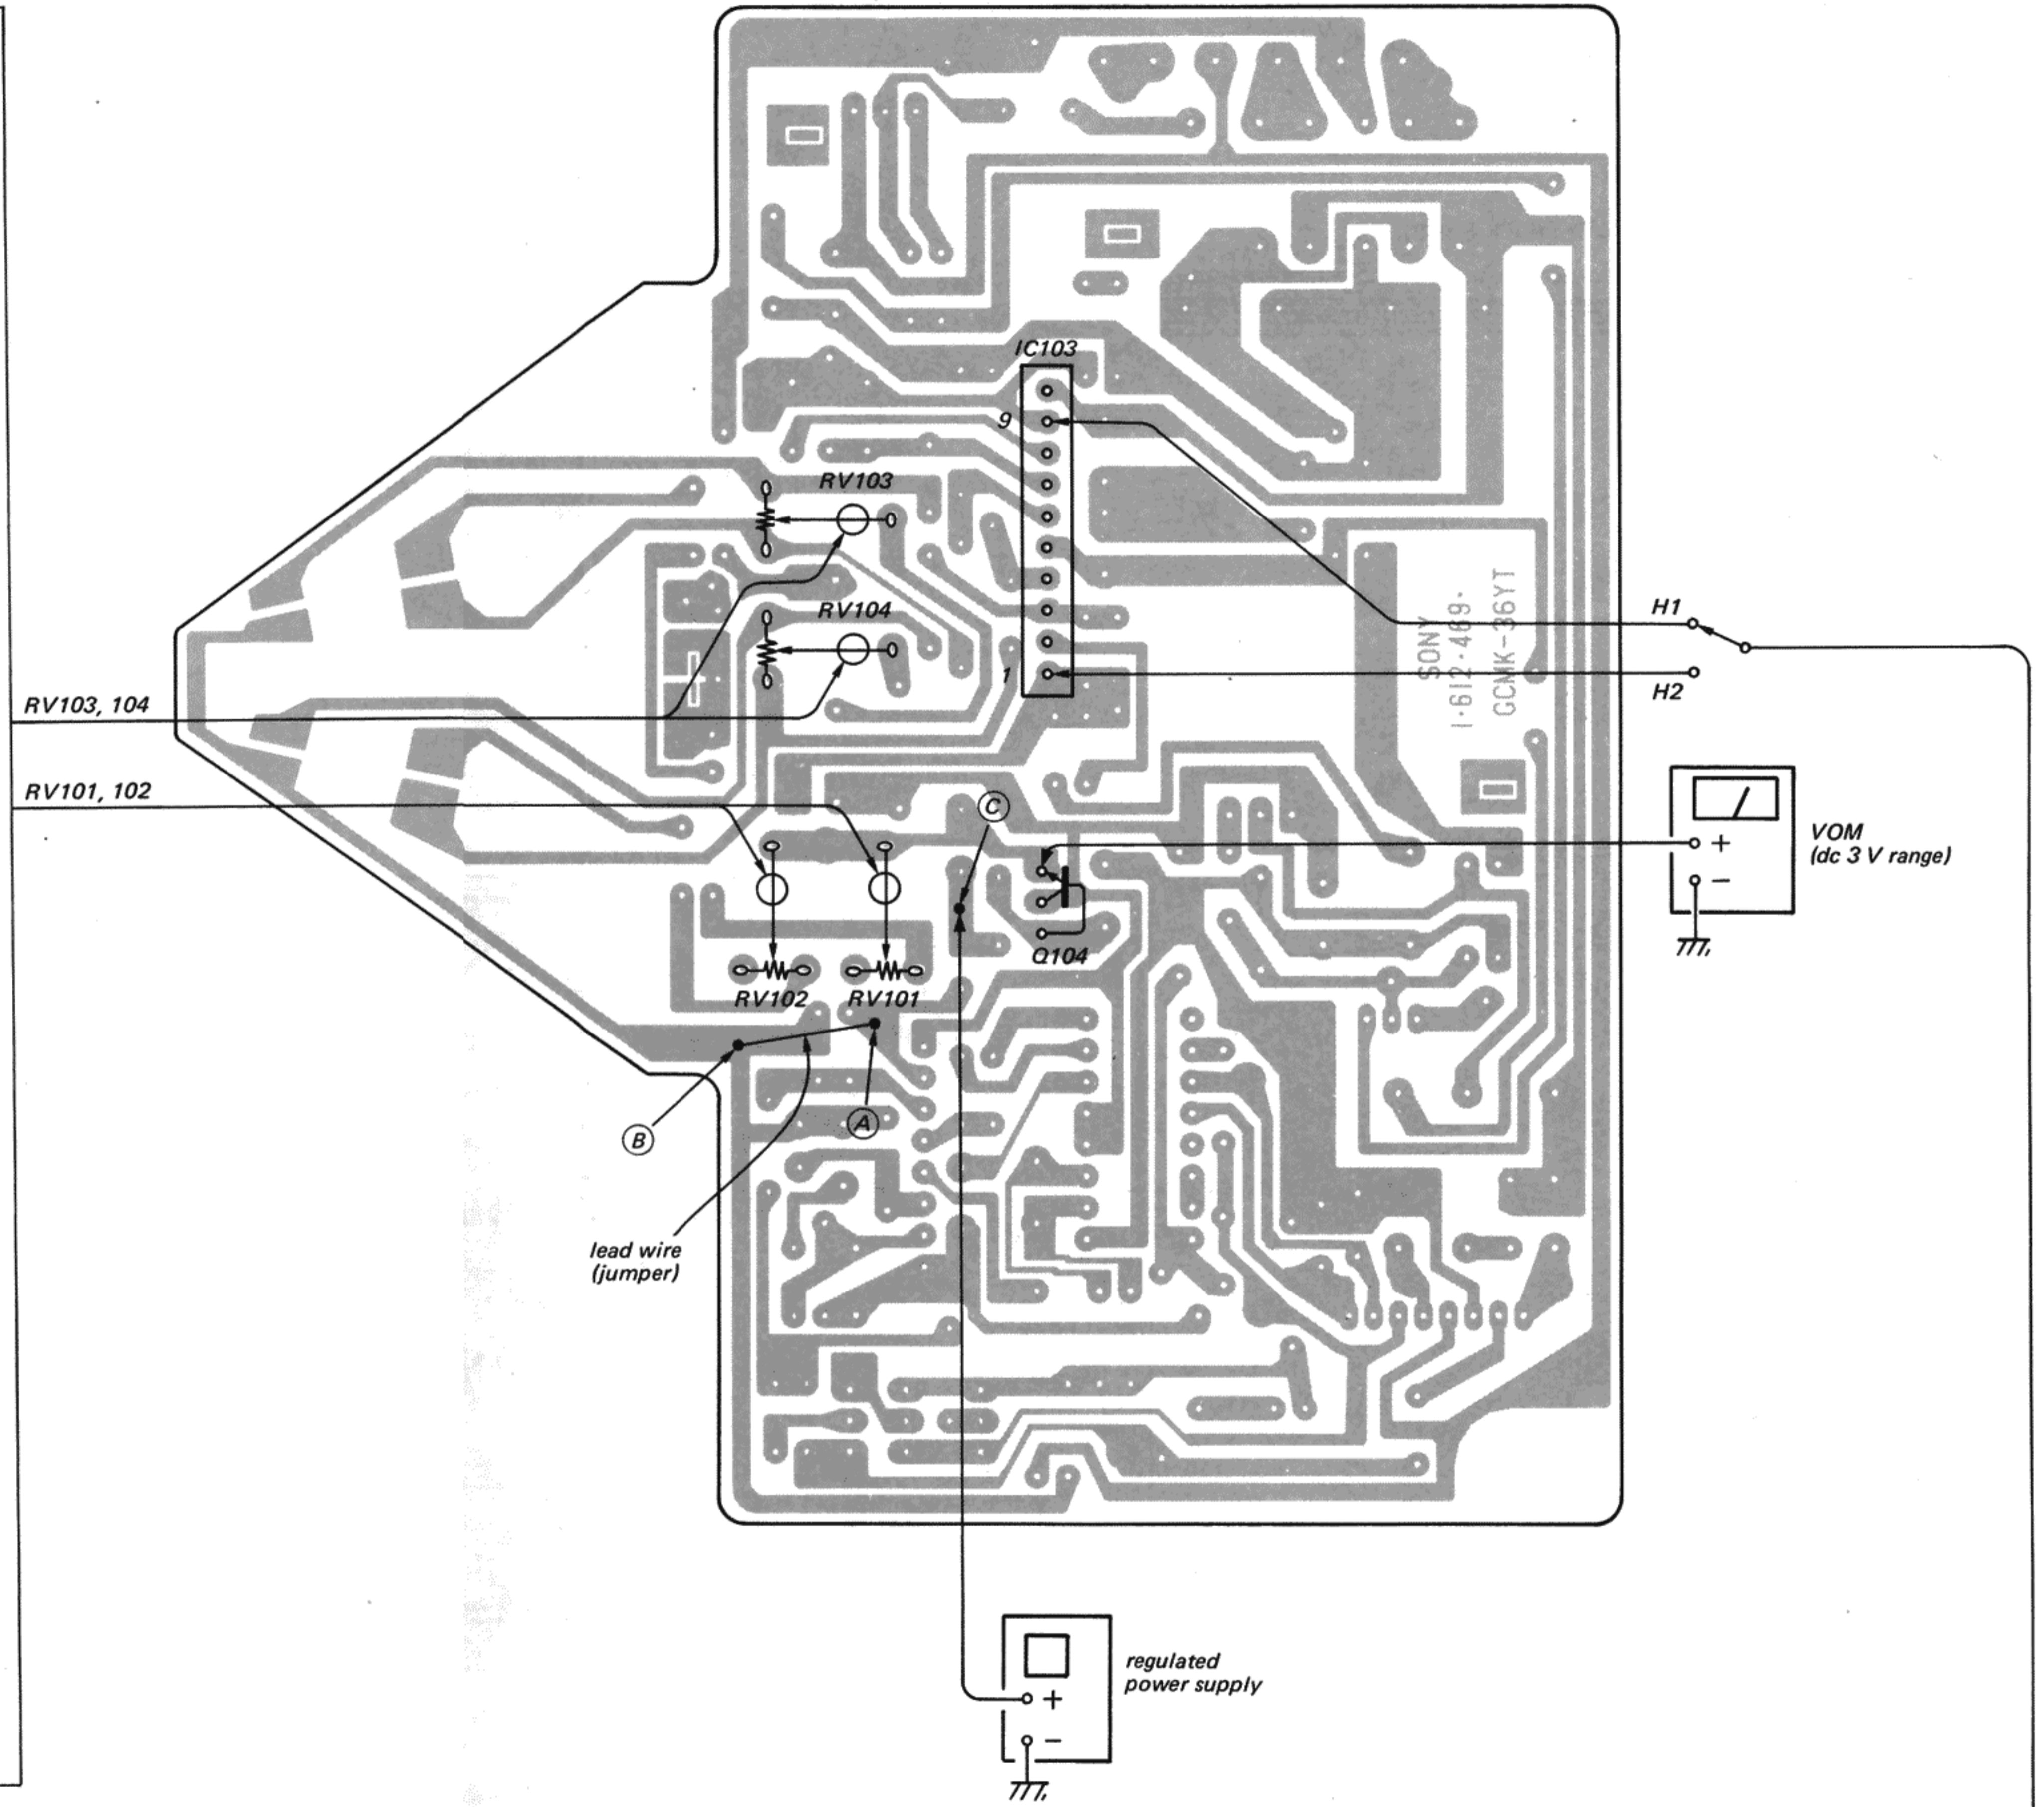 IC103
9
RV103
RV104
1
SONY
1-612-469-
GCMK-36YT
H1
H2
RV103, 104
RV101, 102
C
VOM
(dc 3 V range)
+
−
Q104
RV102
RV101
A
B
lead wire
(jumper)
regulated
power supply
+
−